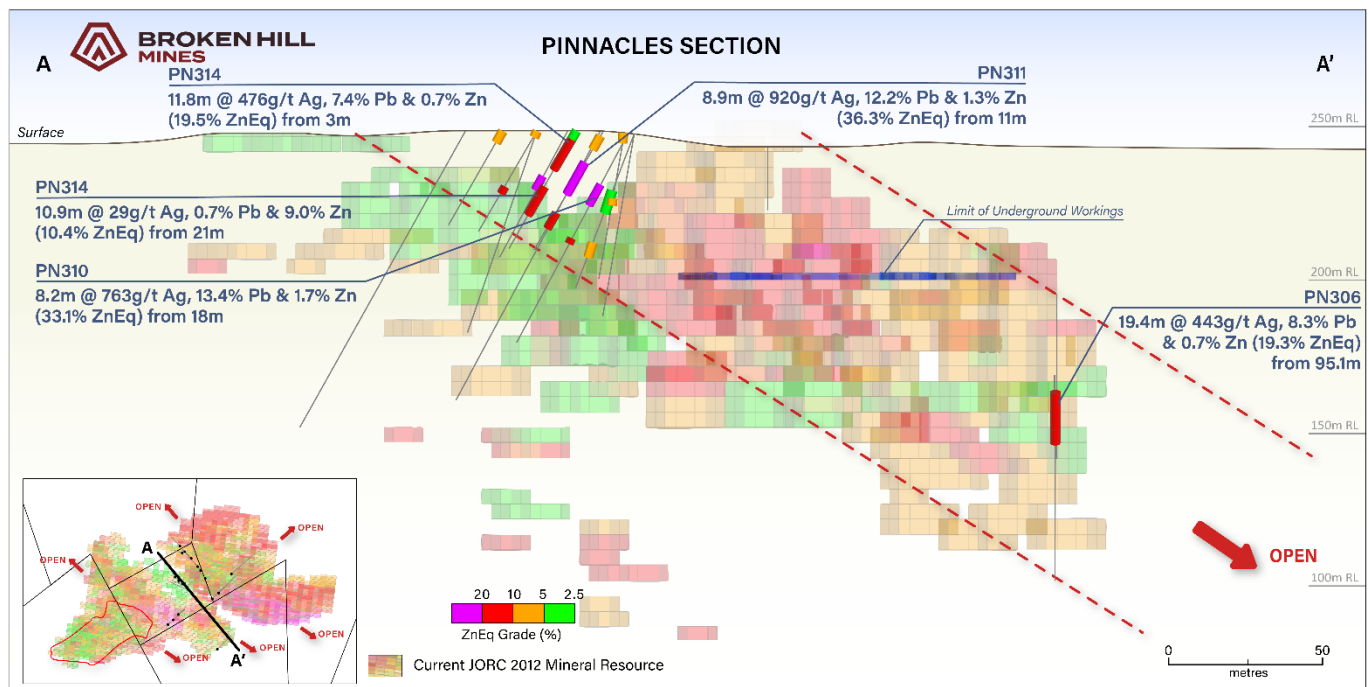 BROKEN HILL
MINES
PINNACLES SECTION
A
A'
PN314
11.8m @ 476g/t Ag, 7.4% Pb & 0.7% Zn
(19.5% ZnEq) from 3m
PN311
8.9m @ 920g/t Ag, 12.2% Pb & 1.3% Zn
(36.3% ZnEq) from 11m
Surface
250m RL
PN314
10.9m @ 29g/t Ag, 0.7% Pb & 9.0% Zn
(10.4% ZnEq) from 21m
Limit of Underground Workings
PN310
8.2m @ 763g/t Ag, 13.4% Pb & 1.7% Zn
(33.1% ZnEq) from 18m
200m RL
PN306
19.4m @ 443g/t Ag, 8.3% Pb
& 0.7% Zn (19.3% ZnEq)
from 95.1m
150m RL
OPEN
100m RL
OPEN
OPEN
OPEN
A
A'
OPEN
OPEN
OPEN
20 10 5 2.5
ZnEq Grade (%)
Current JORC 2012 Mineral Resource
0 50
metres